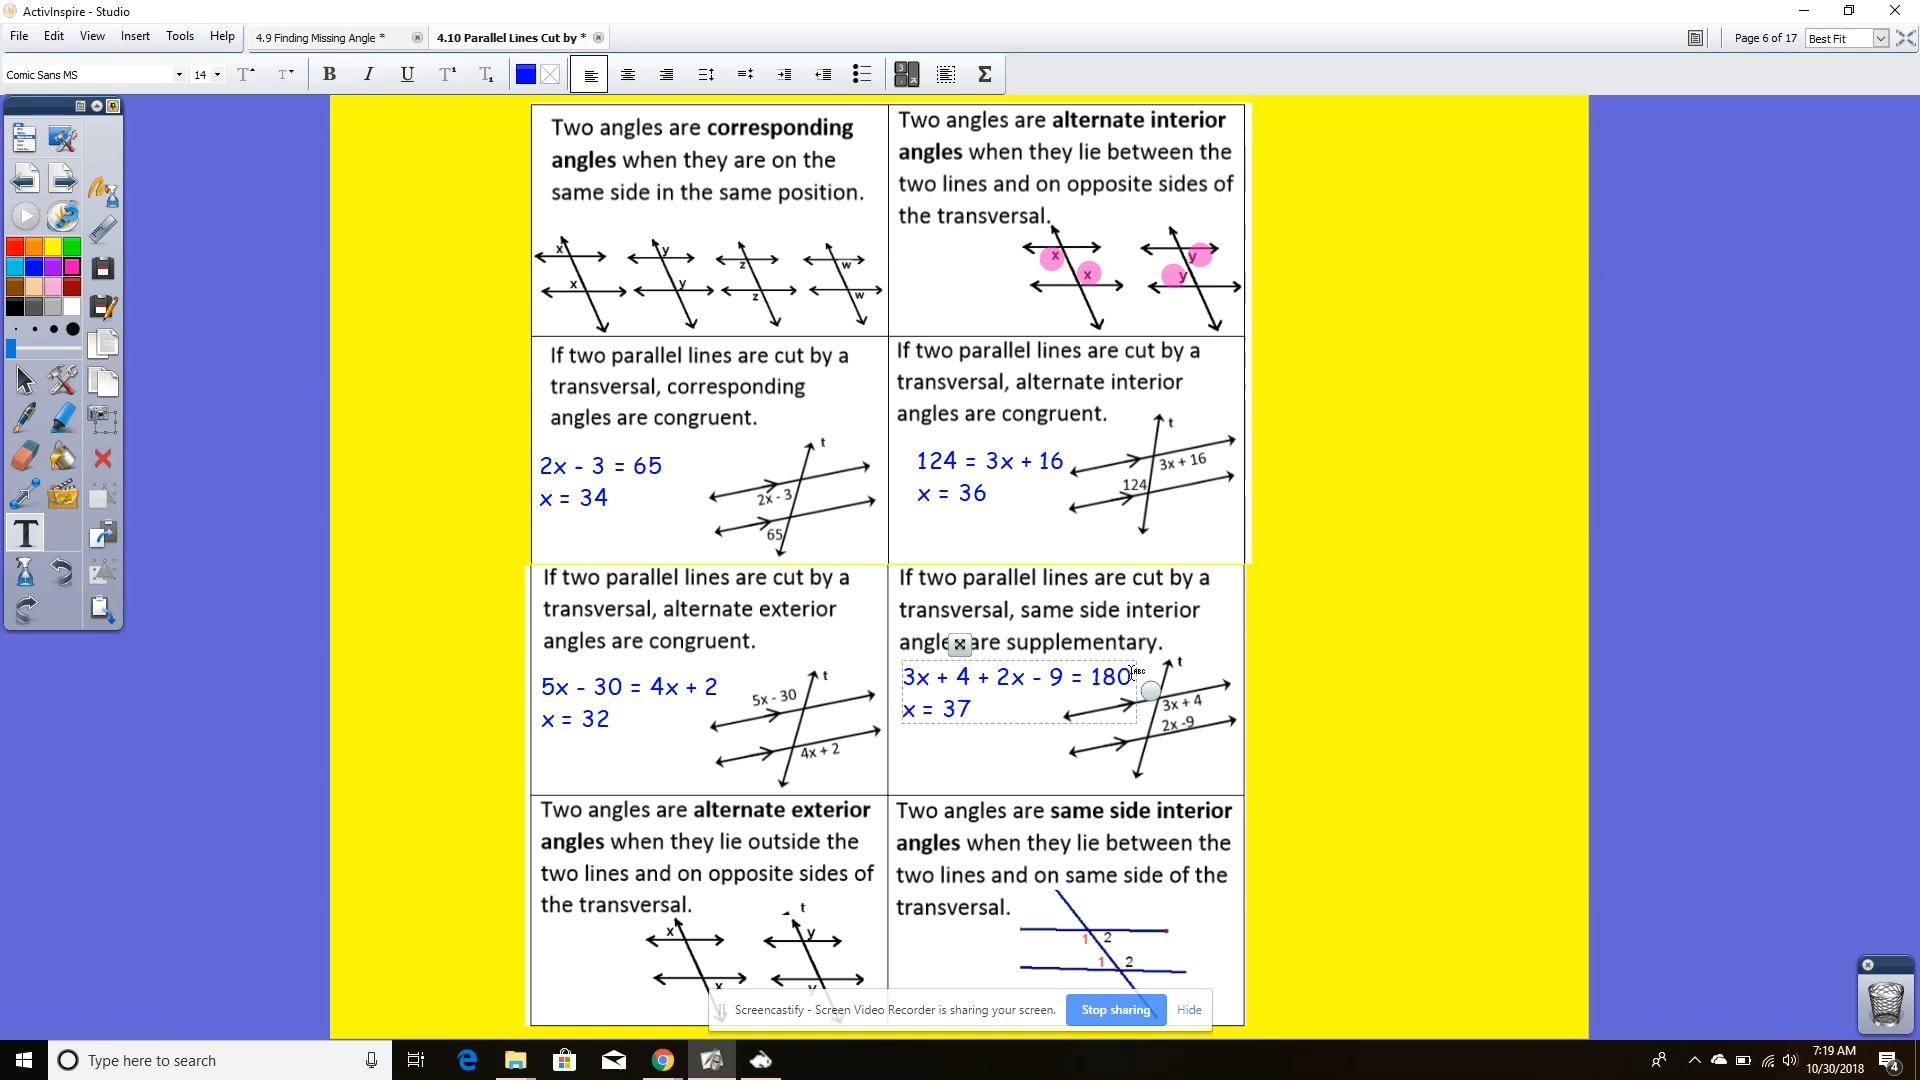 ActivInspire - Studio
File Edit View Insert Tools Help
4.9 Finding Missing Angle *
4.10 Parallel Lines Cut by *
Page 6 of 17
Best Fit
Comic Sans MS
14
B I U
Two angles are corresponding
angles when they are on the
same side in the same position.
x
x
y
y
z
z
w
w
Two angles are alternate interior
angles when they lie between the
two lines and on opposite sides of
the transversal.
x
x
y
y
If two parallel lines are cut by a
transversal, corresponding
angles are congruent.
2x - 3 = 65
x = 34
t
2x - 3
65
If two parallel lines are cut by a
transversal, alternate interior
angles are congruent.
124 = 3x + 16
x = 36
t
3x + 16
124
If two parallel lines are cut by a
transversal, alternate exterior
angles are congruent.
5x - 30 = 4x + 2
x = 32
t
5x - 30
4x + 2
If two parallel lines are cut by a
transversal, same side interior
angle are supplementary.
3x + 4 + 2x - 9 = 180
x = 37
ABC
t
3x + 4
2x -9
Two angles are alternate exterior
angles when they lie outside the
two lines and on opposite sides of
the transversal.
t
x
x
y
y
Two angles are same side interior
angles when they lie between the
two lines and on same side of the
transversal.
1 2
1 2
Screencastify - Screen Video Recorder is sharing your screen.
Stop sharing
Hide
Type here to search
7:19 AM
10/30/2018
4